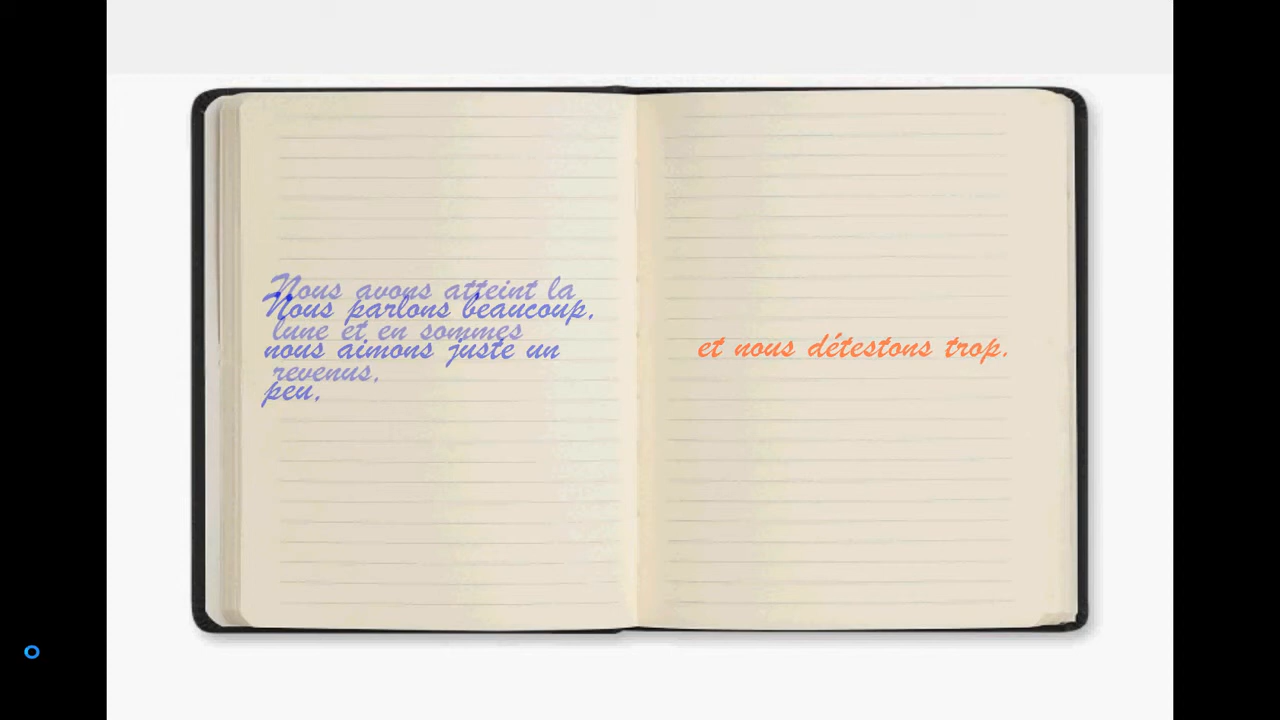 Nous avons atteint la
lune et en sommes
revenus.
Nous parlons beaucoup,
nous aimons juste un
peu,
et nous détestons trop.